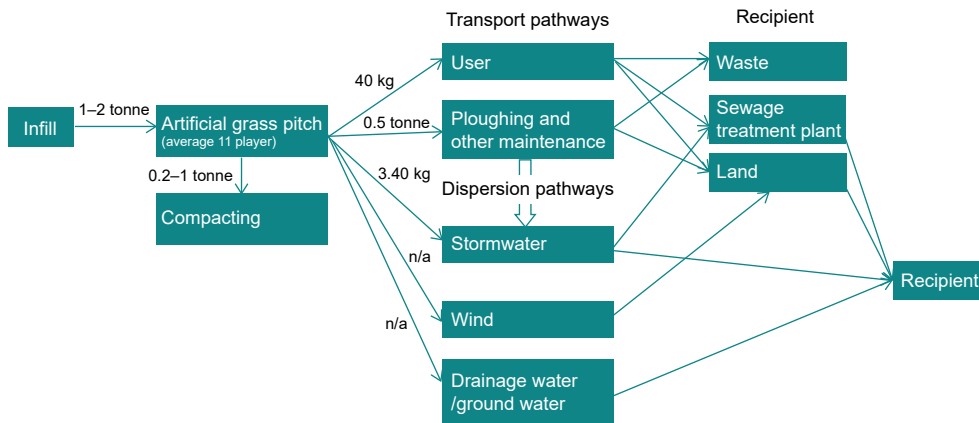 Transport pathways
Recipient
User
Waste
40 kg
1–2 tonne
Infill
Artificial grass pitch
(average 11 player)
0.5 tonne
Ploughing and
other maintenance
Sewage
treatment plant
Land
0.2–1 tonne
3.40 kg
Dispersion pathways
Compacting
Stormwater
n/a
Recipient
Wind
n/a
Drainage water
/ground water